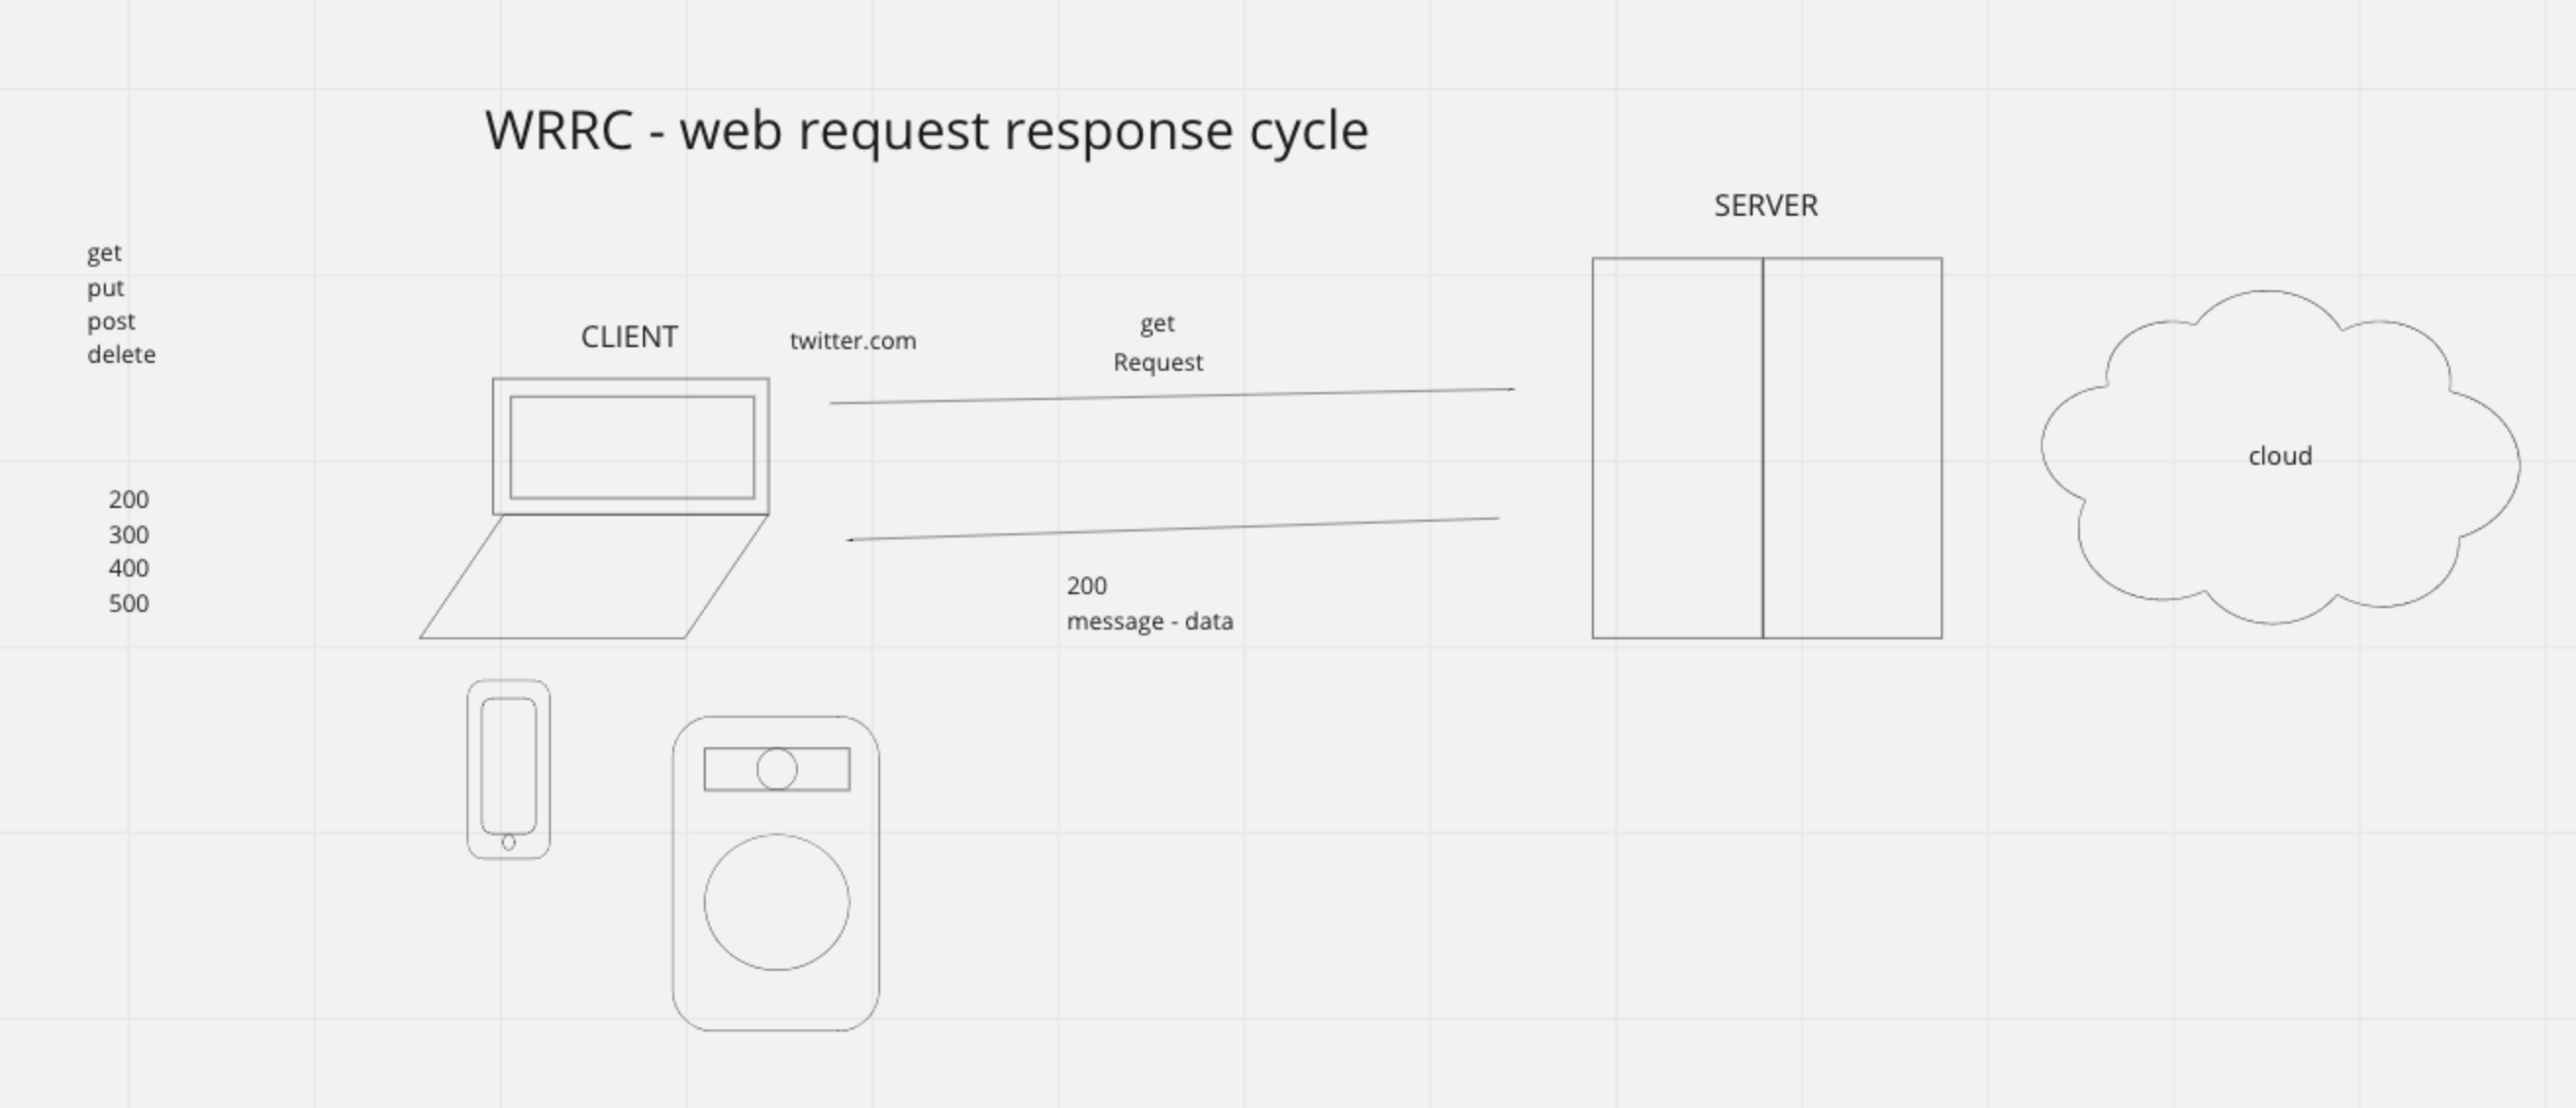 WRRC - web request response cycle
SERVER
get
put
post
delete
CLIENT
twitter.com
get
Request
cloud
200
300
400
500
200
message - data